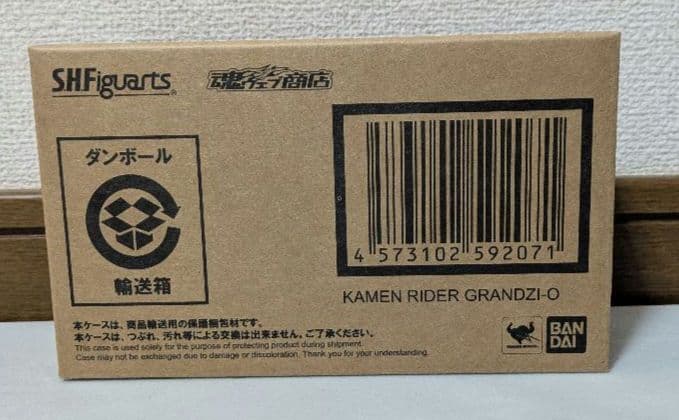 S.H.Figuarts
魂ウェブ商店
ダンボール
輸送箱
4 573102 592071
KAMEN RIDER GRANDZI-O
本ケースは、商品輸送用の保護梱包材です。
本ケースは、つぶれ、汚れ等による交換は出来ません。ご了承ください。
This case is used solely for the purpose of protecting product during shipment.
Case may not be exchanged due to damage or discoloration. Thank you for your understanding.
BAN
DAI